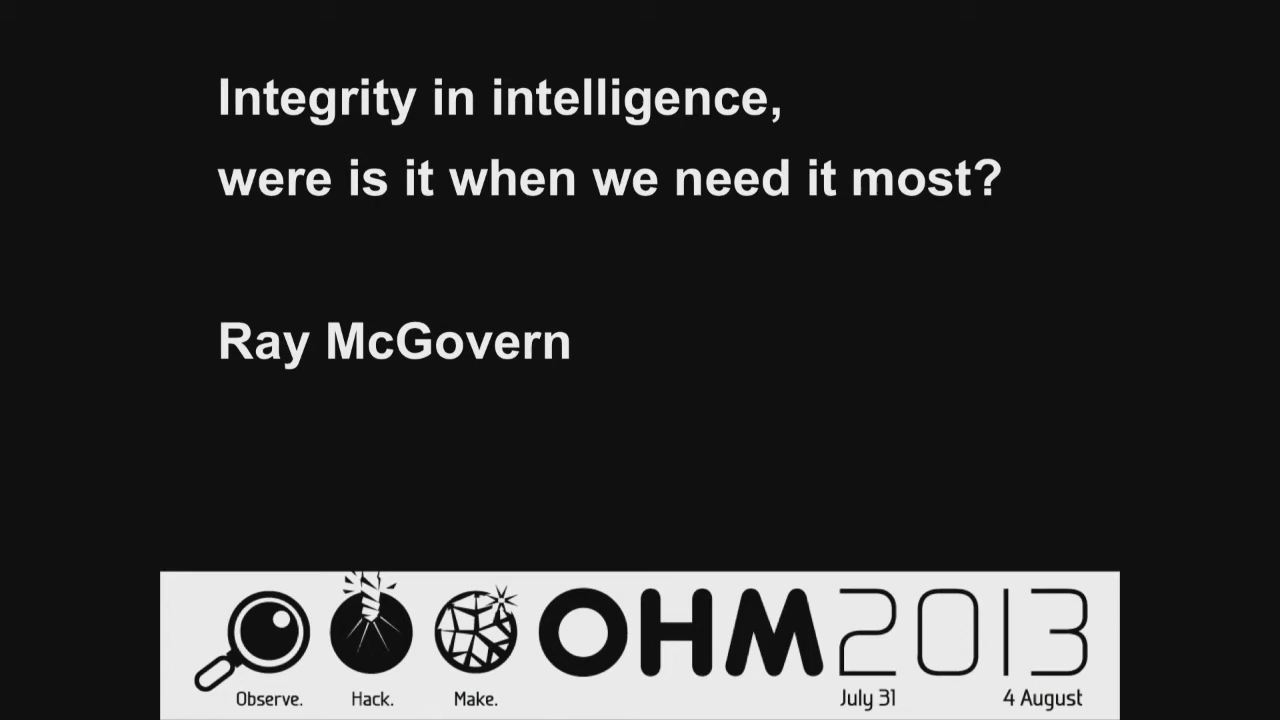 Integrity in intelligence,
were is it when we need it most?
Ray McGovern
OHM2013
Observe. Hack. Make. July 31 4 August